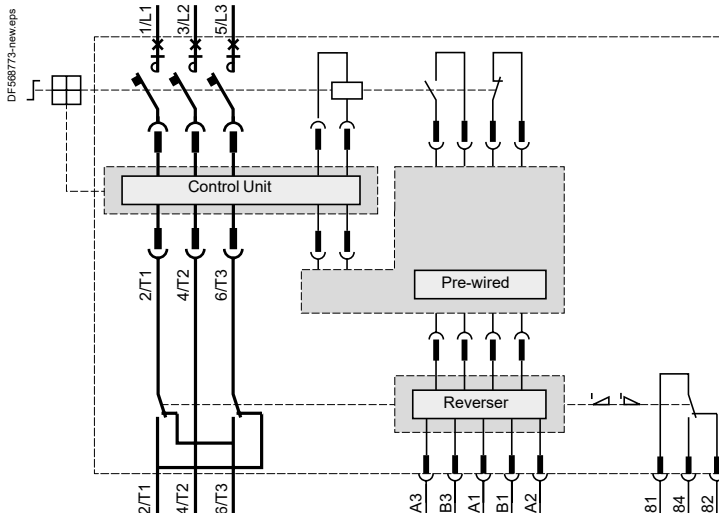 DF568773-new.eps
1/L1
3/L2
5/L3
Control Unit
2/T1
4/T2
6/T3
Pre-wired
Reverser
2/T1
4/T2
6/T3
A3
B3
A1
B1
A2
81
84
82